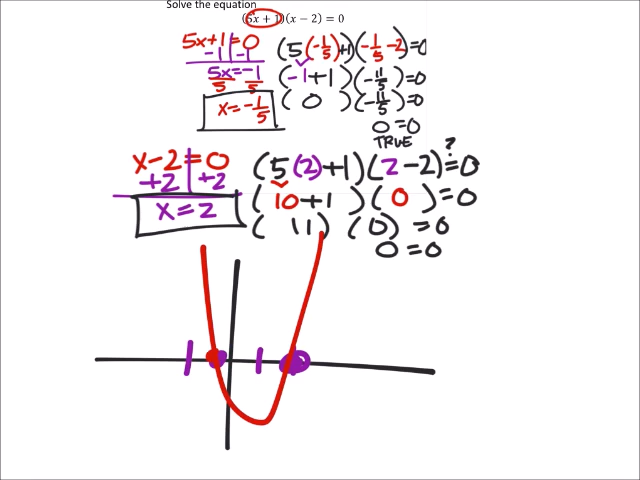 Solve the equation
(5x + 1)(x − 2) = 0
5x+1=0
−1 −1
5x=−1
5 5
x=−1/5
(5(−1/5)+1)(−1/5−2)=0
(−1+1)(−11/5)=0
(0)(−11/5)=0
0=0
TRUE
x−2=0
+2 +2
x=2
(5(2)+1)(2−2)=0
?
(10+1)(0)=0
(11)(0)=0
0=0